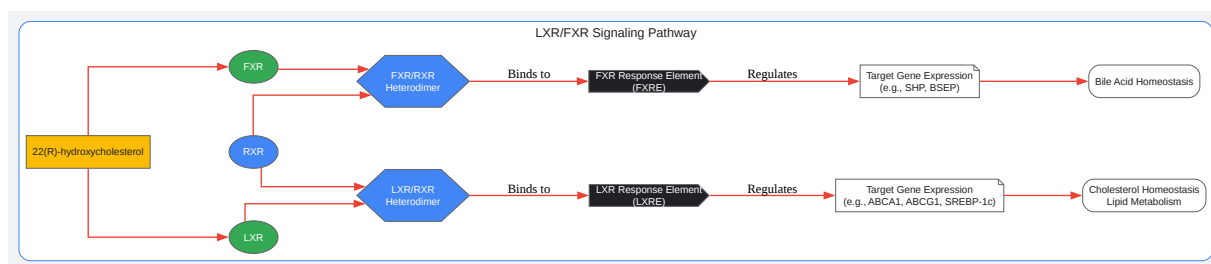 LXR/FXR Signaling Pathway
FXR
FXR/RXR
Heterodimer
Binds to
FXR Response Element
(FXRE)
Regulates
Target Gene Expression
(e.g., SHP, BSEP)
Bile Acid Homeostasis
22(R)-hydroxycholesterol
RXR
LXR/RXR
Heterodimer
Binds to
LXR Response Element
(LXRE)
Regulates
Target Gene Expression
(e.g., ABCA1, ABCG1, SREBP-1c)
Cholesterol Homeostasis
Lipid Metabolism
LXR